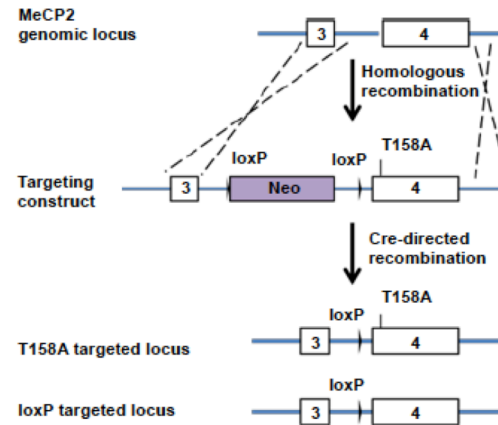 MeCP2
genomic locus
3
4
Homologous
recombination
T158A
loxP
loxP
Targeting
construct
3
Neo
4
Cre-directed
recombination
T158A
loxP
T158A targeted locus
3
4
loxP
loxP targeted locus
3
4